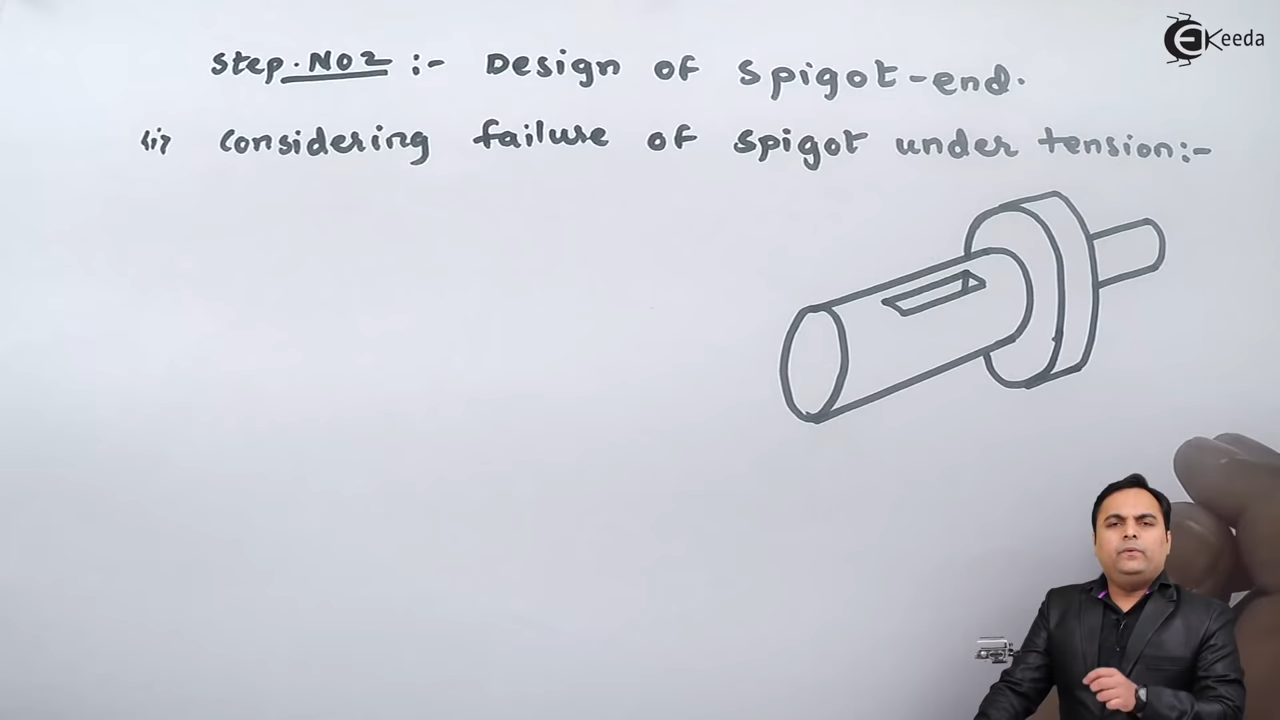 Step.NO2 :- Design of Spigot-end.
(i) Considering failure of Spigot under tension:-
EKeeda